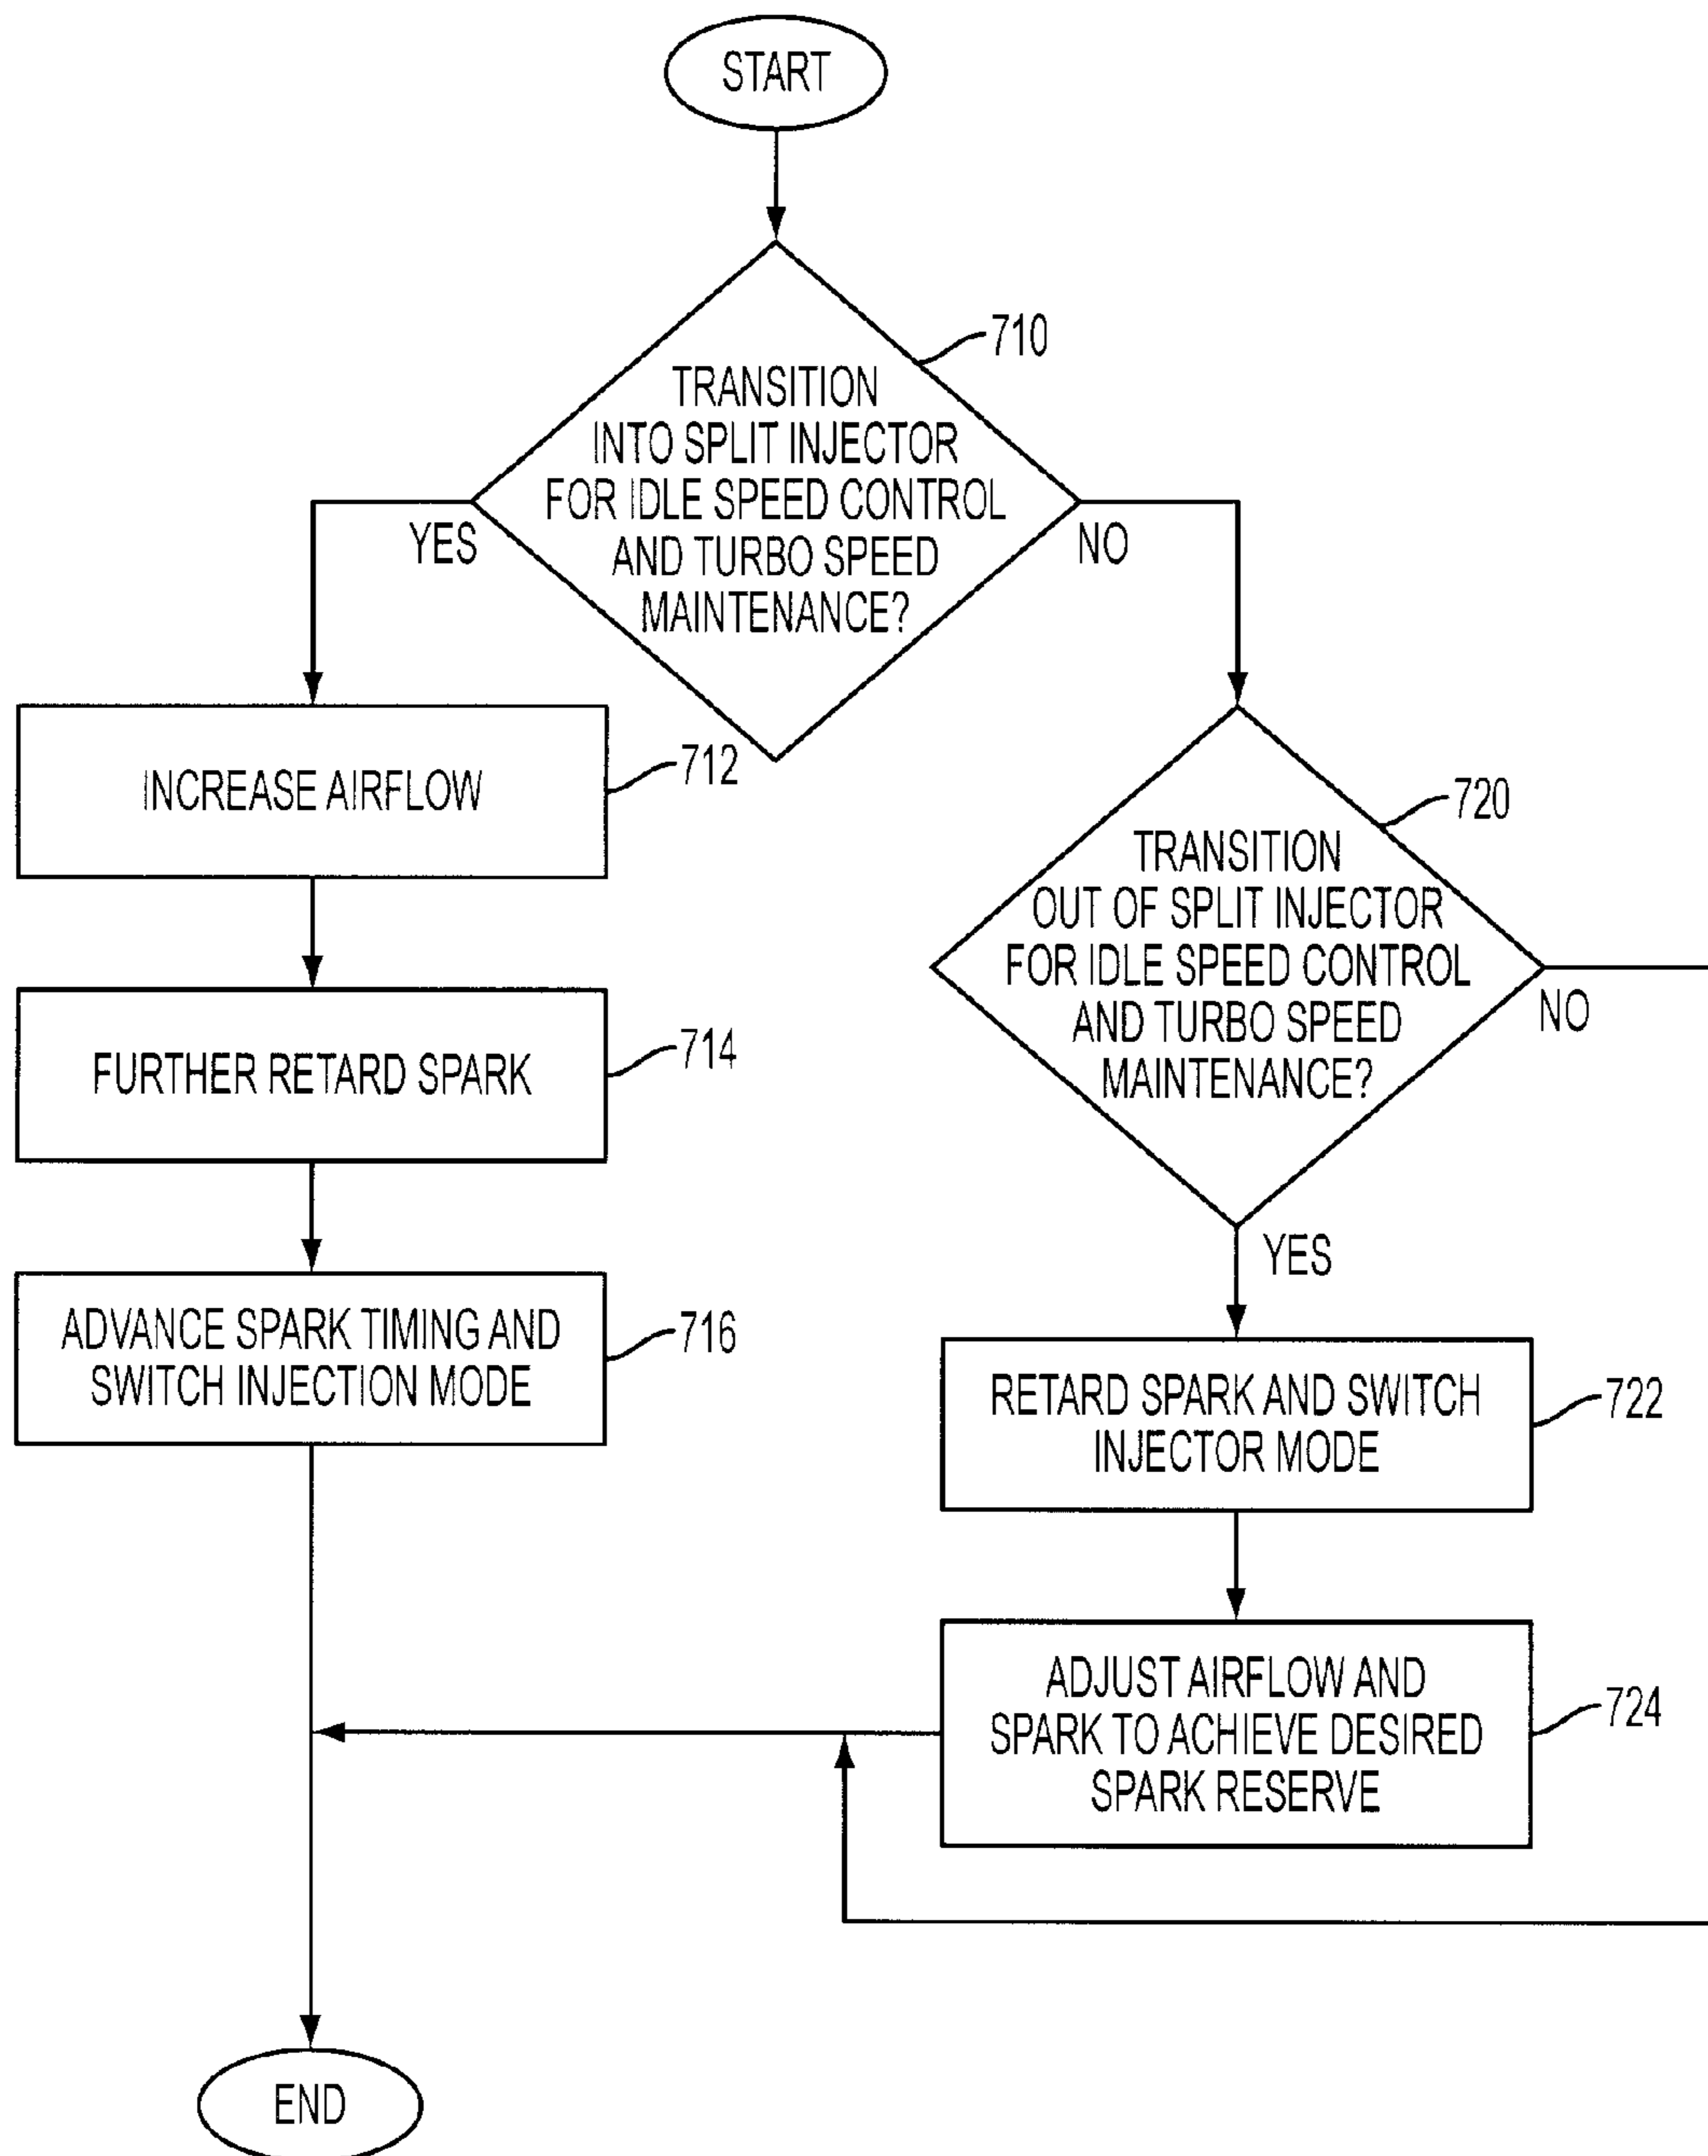 START
710
TRANSITION
INTO SPLIT INJECTOR
FOR IDLE SPEED CONTROL
AND TURBO SPEED
MAINTENANCE?
YES
NO
INCREASE AIRFLOW
712
720
TRANSITION
OUT OF SPLIT INJECTOR
FOR IDLE SPEED CONTROL
AND TURBO SPEED
MAINTENANCE?
NO
YES
FURTHER RETARD SPARK
714
ADVANCE SPARK TIMING AND
SWITCH INJECTION MODE
716
RETARD SPARK AND SWITCH
INJECTOR MODE
722
ADJUST AIRFLOW AND
SPARK TO ACHIEVE DESIRED
SPARK RESERVE
724
END